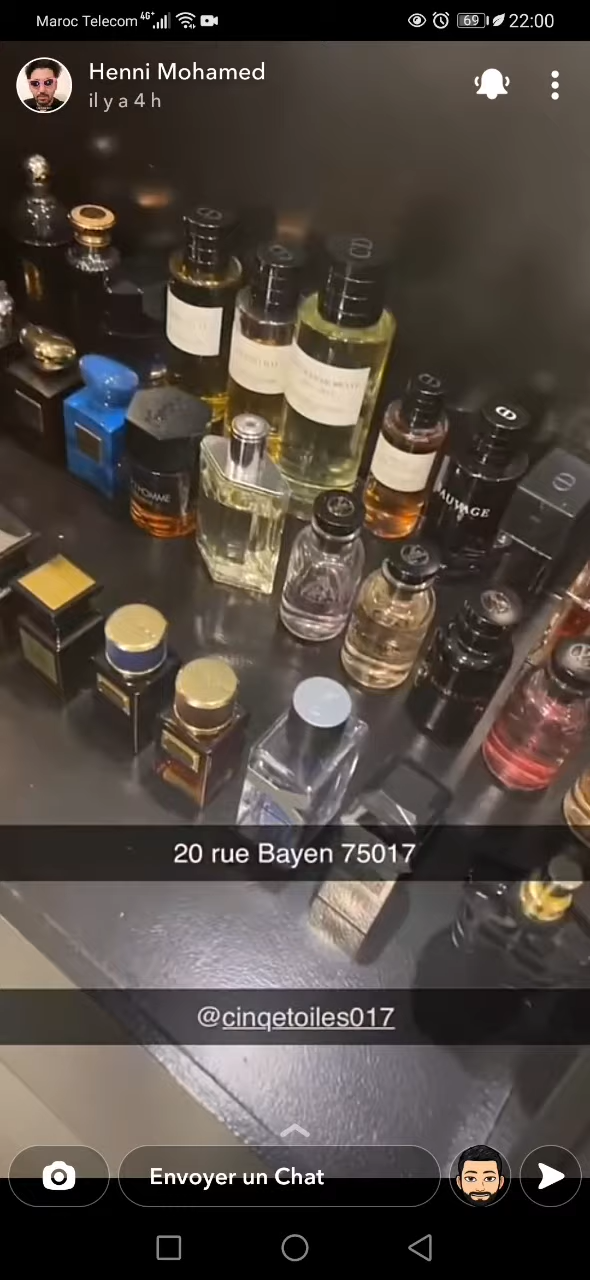 Maroc Telecom 4G+ 69 22:00
Henni Mohamed
il y a 4 h
L'HOMME
SAUVAGE
20 rue Bayen 75017
@cinqetoiles017
Envoyer un Chat